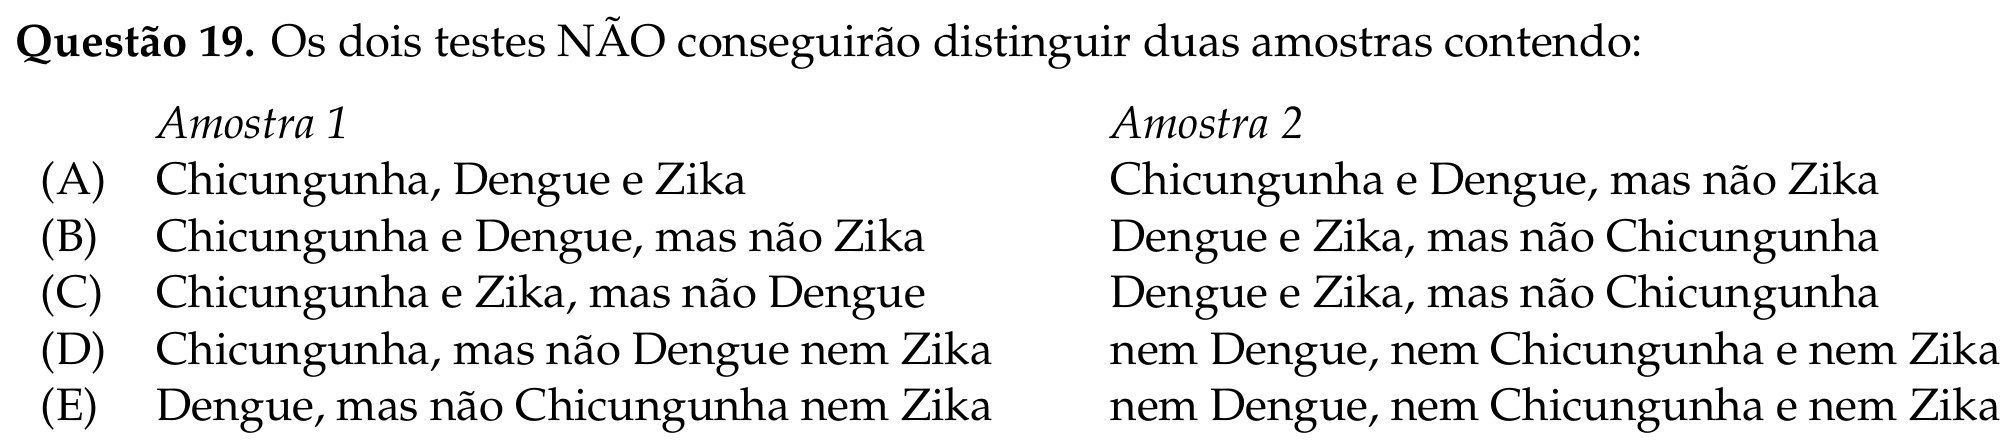 Questão 19. Os dois testes NÃO conseguirão distinguir duas amostras contendo:
Amostra 1 Amostra 2
(A) Chicungunha, Dengue e Zika Chicungunha e Dengue, mas não Zika
(B) Chicungunha e Dengue, mas não Zika Dengue e Zika, mas não Chicungunha
(C) Chicungunha e Zika, mas não Dengue Dengue e Zika, mas não Chicungunha
(D) Chicungunha, mas não Dengue nem Zika nem Dengue, nem Chicungunha e nem Zika
(E) Dengue, mas não Chicungunha nem Zika nem Dengue, nem Chicungunha e nem Zika